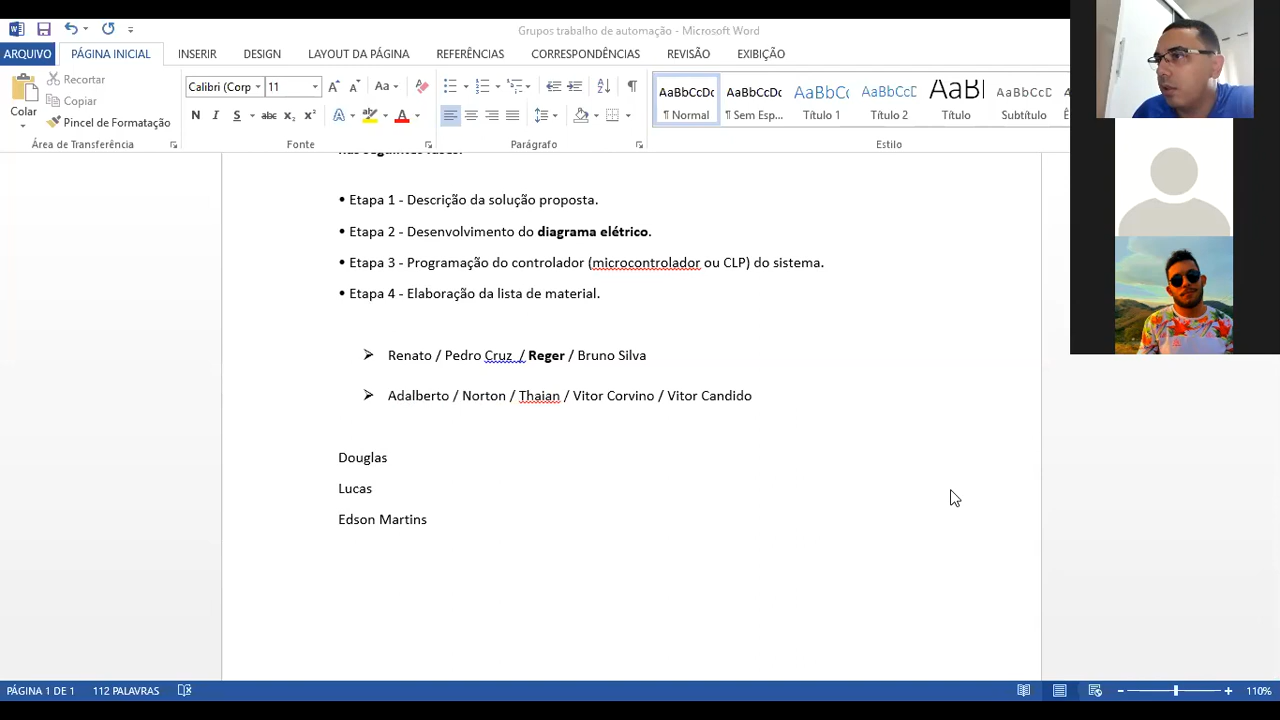 Grupos trabalho de automação - Microsoft Word
ARQUIVO PÁGINA INICIAL INSERIR DESIGN LAYOUT DA PÁGINA REFERÊNCIAS CORRESPONDÊNCIAS REVISÃO EXIBIÇÃO
Colar
Recortar
Copiar
Pincel de Formatação
Área de Transferência
Calibri (Corp 11
N I S abc x₂ x²
Fonte
Parágrafo
AaBbCcDc AaBbCcDc AaBbCc AaBbCcD AaBl AaBbCcD
¶ Normal ¶ Sem Esp... Título 1 Título 2 Título Subtítulo
Estilo
• Etapa 1 - Descrição da solução proposta.
• Etapa 2 - Desenvolvimento do diagrama elétrico.
• Etapa 3 - Programação do controlador (microcontrolador ou CLP) do sistema.
• Etapa 4 - Elaboração da lista de material.
➢ Renato / Pedro Cruz / Reger / Bruno Silva
➢ Adalberto / Norton / Thaian / Vitor Corvino / Vitor Candido
Douglas
Lucas
Edson Martins
PÁGINA 1 DE 1 112 PALAVRAS 110%